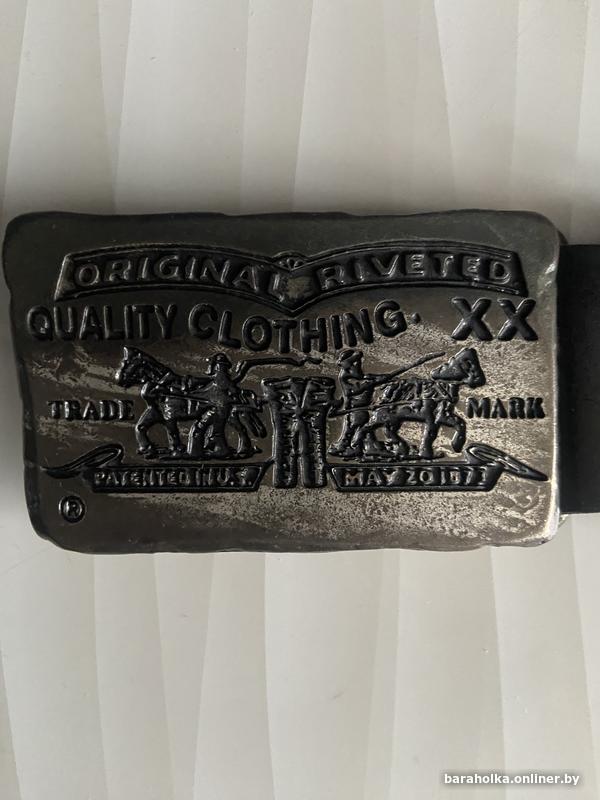 ORIGINAL RIVETED
QUALITY CLOTHING. XX
TRADE MARK
PATENTED IN U.S. MAY 20 1873
®
baraholka.onliner.by